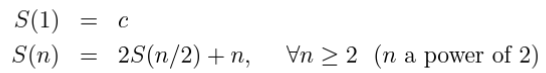 S(1) = c
S(n) = 2S(n/2) + n, ∀n ≥ 2 (n a power of 2)